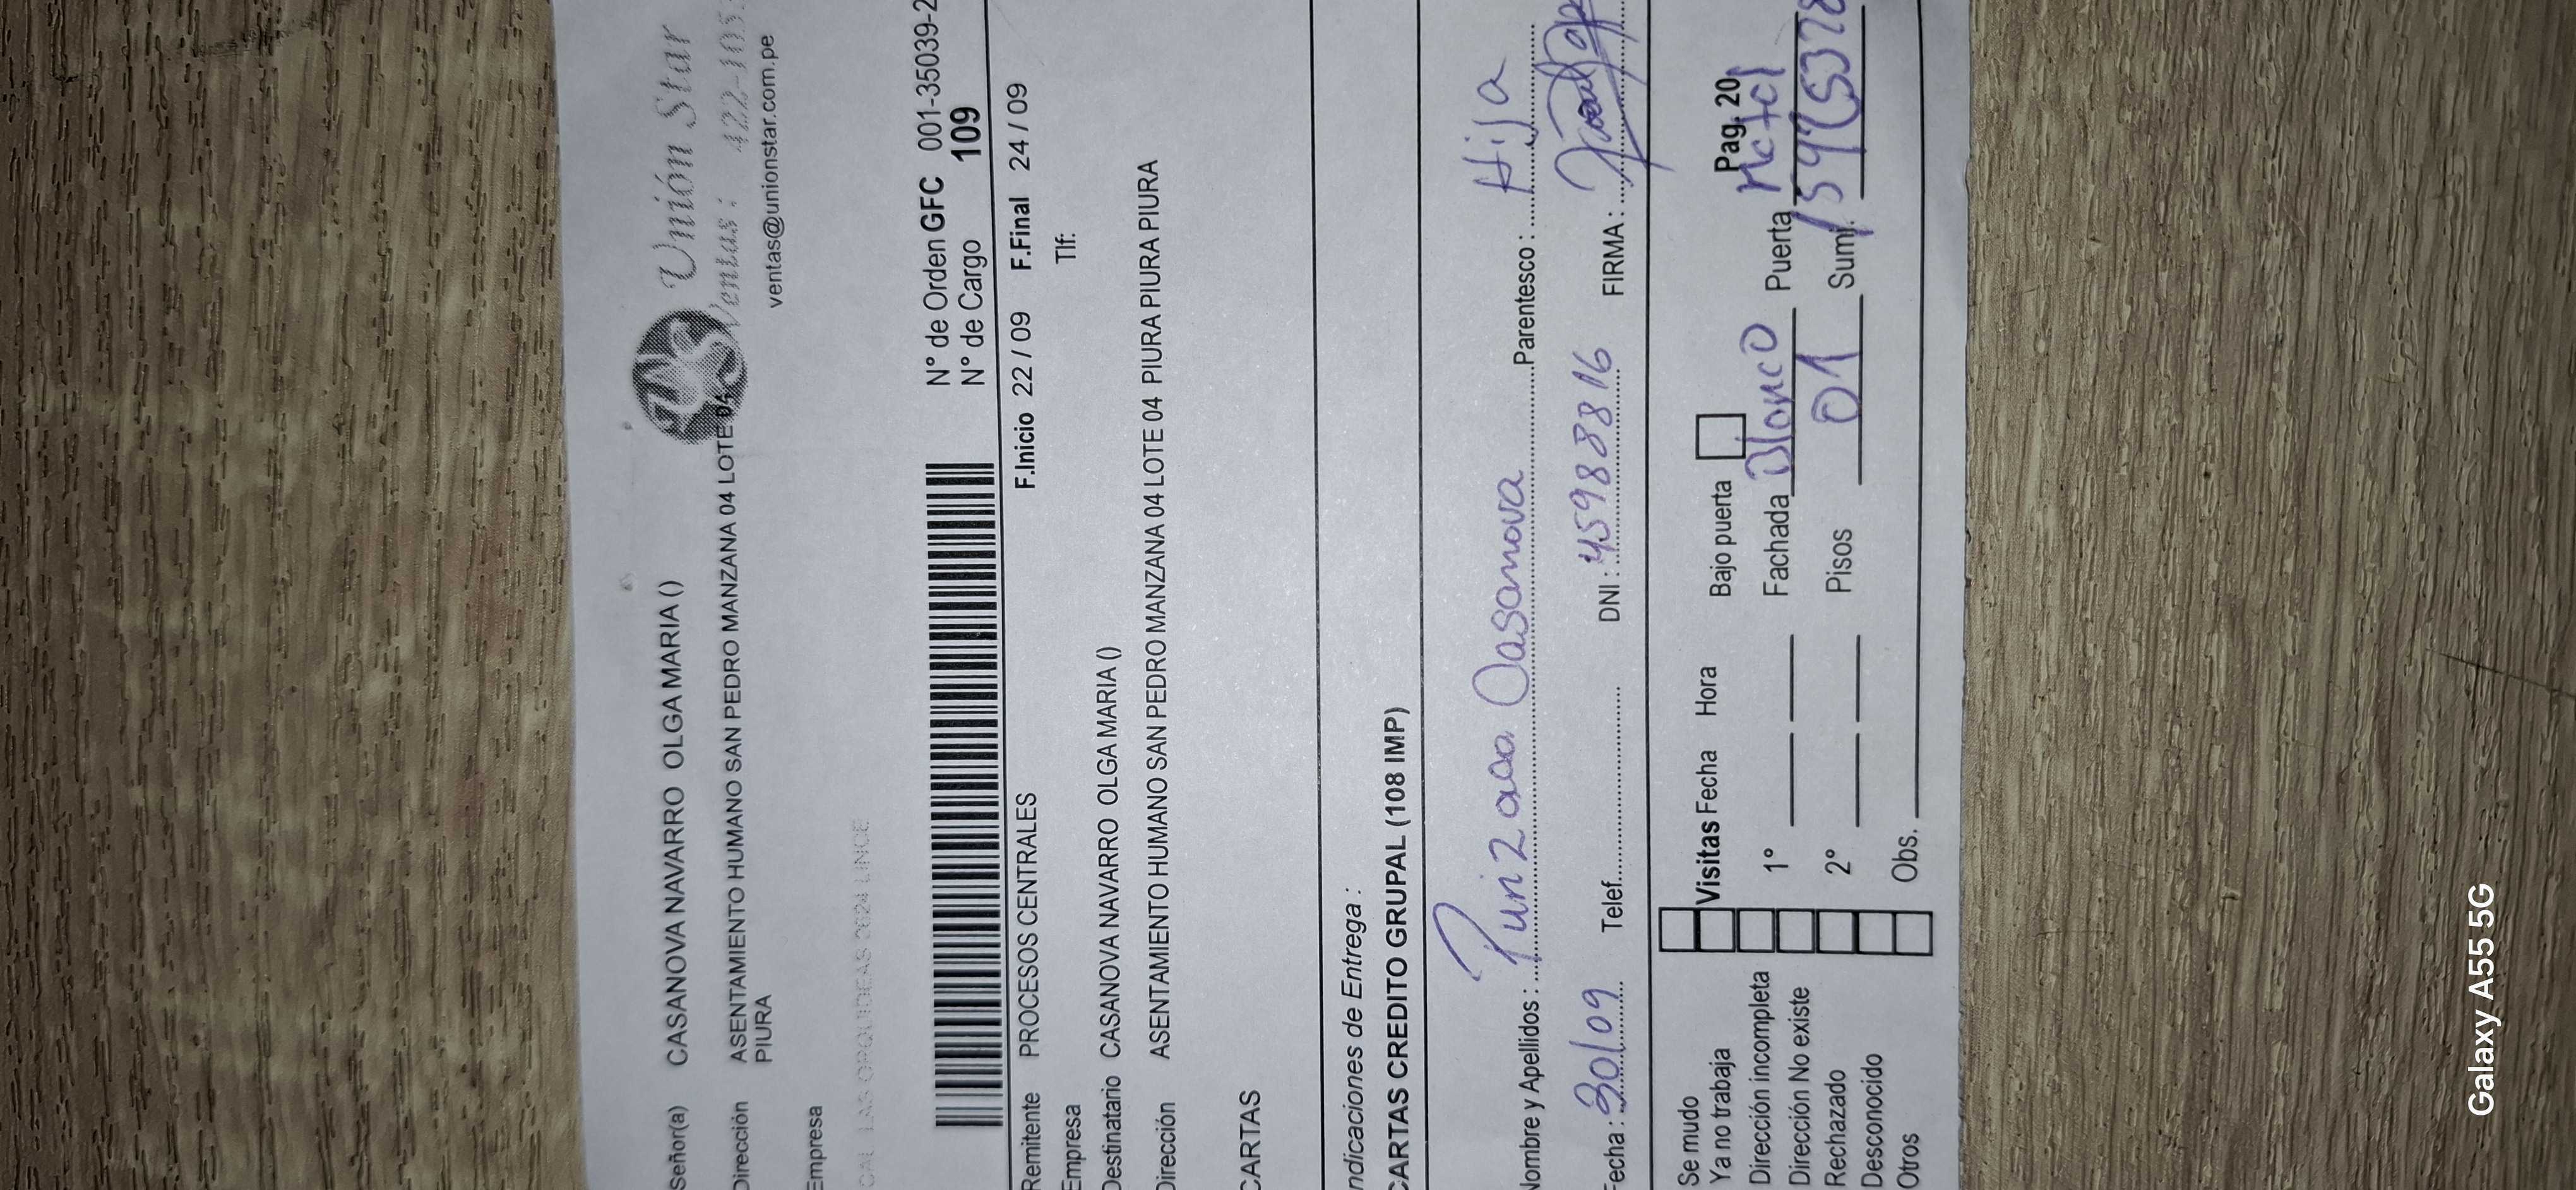 Unión Star
Ventas: 422-105
ventas@unionstar.com.pe
Señor(a) CASANOVA NAVARRO OLGA MARIA ()
Dirección ASENTAMIENTO HUMANO SAN PEDRO MANZANA 04 LOTE 04
PIURA
Empresa
CAL LAS ORQUIDEAS 2624 LINCE
N° de Orden GFC 001-35039-2
N° de Cargo 109
Remitente PROCESOS CENTRALES F.Inicio 22 / 09 F.Final 24 / 09
Empresa Tlf:
Destinatario CASANOVA NAVARRO OLGA MARIA ()
Dirección ASENTAMIENTO HUMANO SAN PEDRO MANZANA 04 LOTE 04 PIURA PIURA PIURA
CARTAS
Indicaciones de Entrega :
CARTAS CREDITO GRUPAL (108 IMP)
Nombre y Apellidos : Casanova Parentesco : Hija
Fecha : 30/09 Telef. DNI : 45988816 FIRMA :
Se mudo
Ya no trabaja Visitas Fecha Hora Bajo puerta Pag. 20
Dirección incompleta 1° Fachada Blanco Puerta
Dirección No existe
Rechazado 2° Pisos 01 Sumi.
Desconocido
Otros Obs.
Galaxy A55 5G